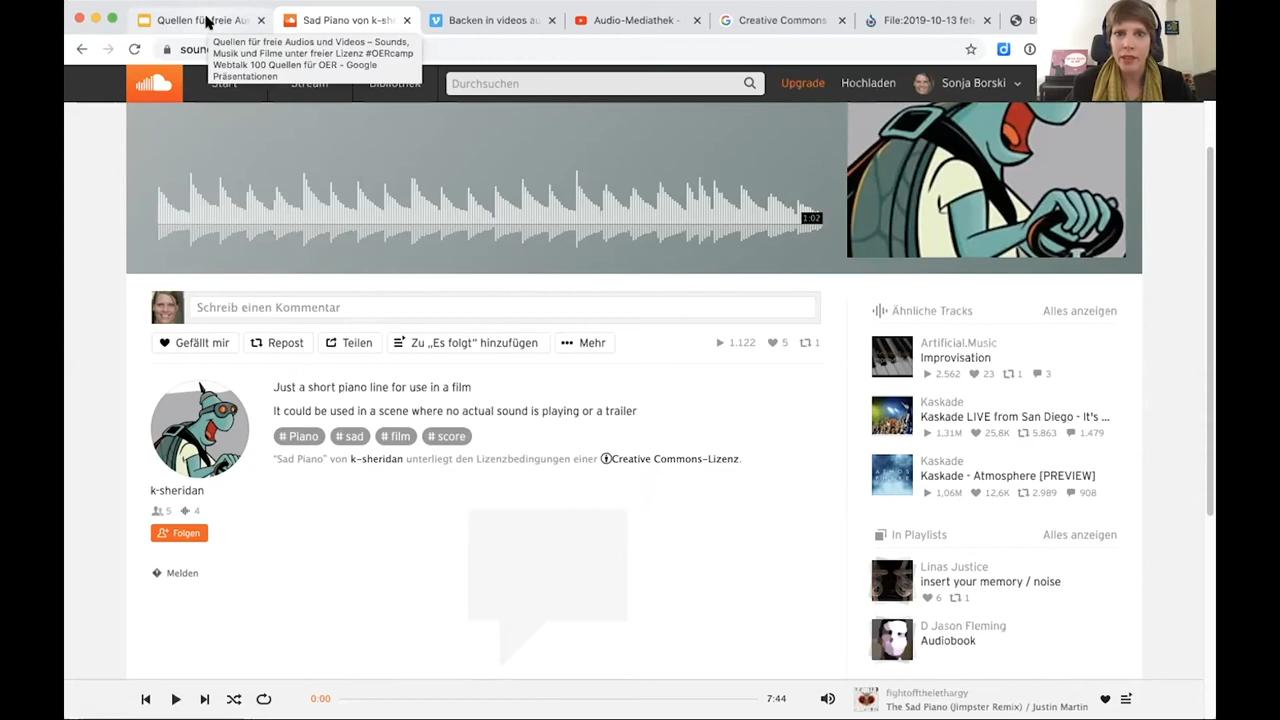 Quellen für freie Au
Sad Piano von k-sh
Backen in videos au
Audio-Mediathek -
Creative Commons
File:2019-10-13 fet
Quellen für freie Audios und Videos – Sounds,
Musik und Filme unter freier Lizenz #OERcamp
Webtalk 100 Quellen für OER - Google
Präsentationen
soun
Start
Stream
Bibliothek
Durchsuchen
Upgrade
Hochladen
Sonja Borski
1:02
Schreib einen Kommentar
Gefällt mir
Repost
Teilen
Zu „Es folgt“ hinzufügen
Mehr
1.122
5
1
Just a short piano line for use in a film
It could be used in a scene where no actual sound is playing or a trailer
# Piano
# sad
# film
# score
“Sad Piano” von k-sheridan unterliegt den Lizenzbedingungen einer Creative Commons-Lizenz.
k-sheridan
5 4
Folgen
Melden
Ähnliche Tracks
Alles anzeigen
Artificial.Music
Improvisation
2.562 23 1 3
Kaskade
Kaskade LIVE from San Diego - It's ...
1,31M 25,8K 5.863 1.479
Kaskade
Kaskade - Atmosphere [PREVIEW]
1,06M 12,6K 2.989 908
In Playlists
Alles anzeigen
Linas Justice
insert your memory / noise
6 1
D Jason Fleming
Audiobook
0:00
7:44
fightoffthelethargy
The Sad Piano (Jimpster Remix) / Justin Martin